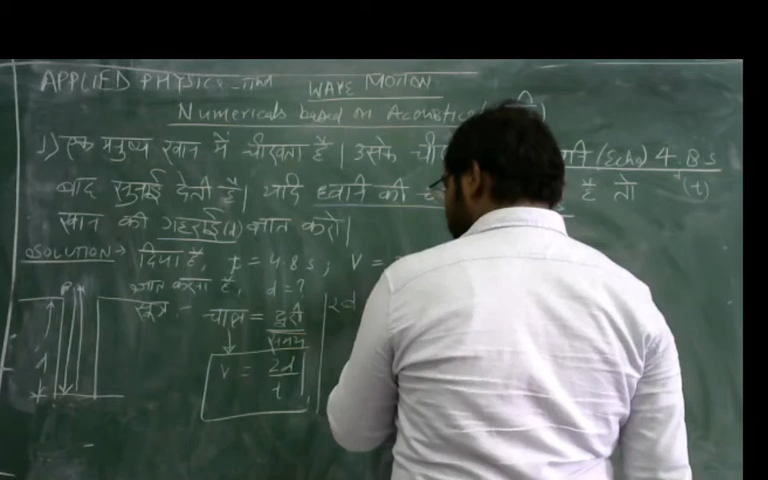 APPLIED PHYSICS-
WAVE MOTION
Numericals based on Acoustics
1) एक मनुष्य खान में चीखता है। उसके (Echo) 4.8 s
बाद सुनाई देती है। यदि ध्वनि की है तो (t)
खान की गहराई(d) ज्ञात करो।
SOLUTION → दिया है, t = 4.8 s, V =
ज्ञात करना है, d = ?
सूत्र :- चाल = दूरी
समय
2d
d
V = 2d
t